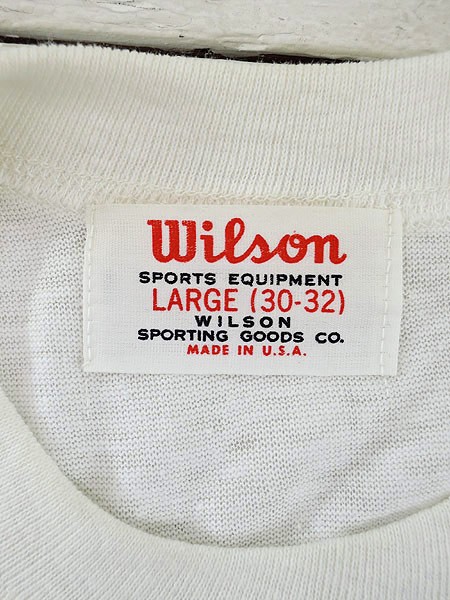 Wilson
SPORTS EQUIPMENT
LARGE (30-32)
WILSON
SPORTING GOODS CO.
MADE IN U.S.A.